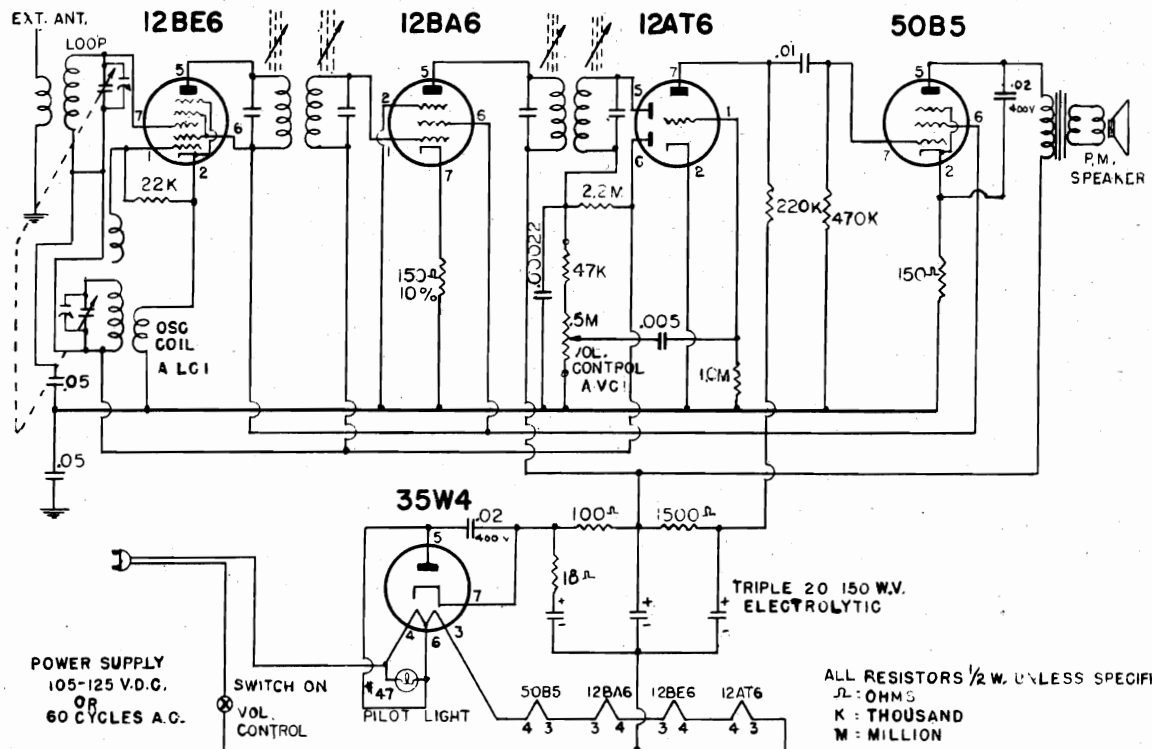 EXT. ANT.
LOOP
12BE6
12BA6
12AT6
50B5
5
7
6
1
2
22K
5
2
6
1
7
150Ω
10%
7
5
1
6
2
.01
5
6
7
2
.02
400V
P.M.
SPEAKER
2.2M
.00022
47K
.5M
VOL.
CONTROL
AVC1
.005
1.0M
220K
470K
150Ω
OSC
COIL
A LC1
.05
.05
35W4
5
.02
400V
7
4
6
3
100Ω
1500Ω
18Ω
+
-
+
-
+
-
TRIPLE 20 150 W.V.
ELECTROLYTIC
POWER SUPPLY
105-125 V.D.C.
OR
60 CYCLES A.C.
SWITCH ON
VOL.
CONTROL
#47
PILOT LIGHT
50B5
12BA6
12BE6
12AT6
4 3
4 3
3 4
4 3
ALL RESISTORS 1/2 W. UNLESS SPECIFI
Ω : OHMS
K : THOUSAND
M : MILLION